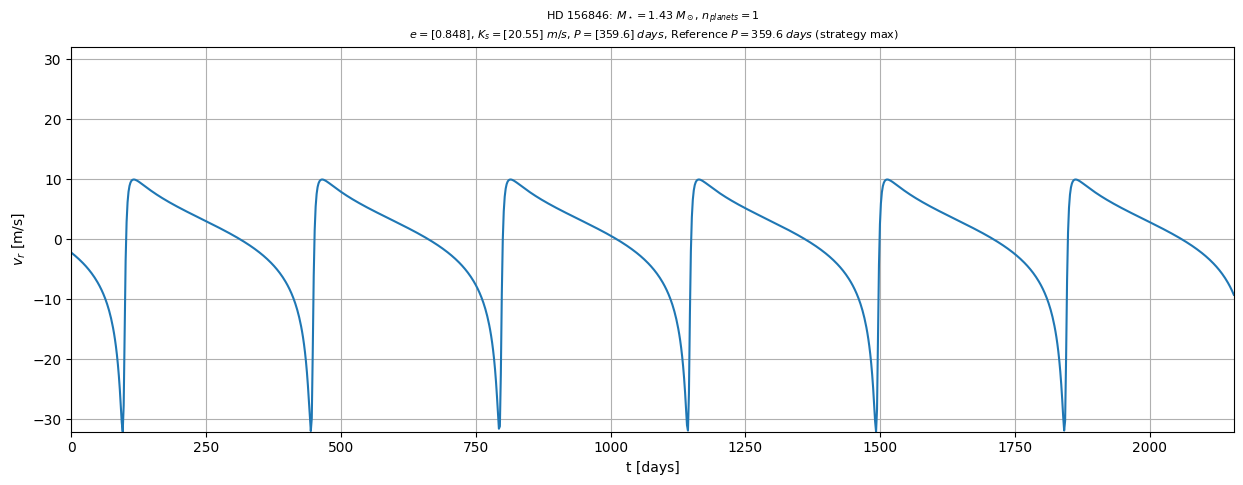 HD 156846: $M_\star = 1.43\ M_\odot$, $n_{planets} = 1$
$e = [0.848]$, $K_s = [20.55]\ m/s$, $P = [359.6]\ days$, Reference $P = 359.6\ days$ (strategy max)
30
20
10
0
−10
−20
−30
$v_r$ [m/s]
0 250 500 750 1000 1250 1500 1750 2000
t [days]